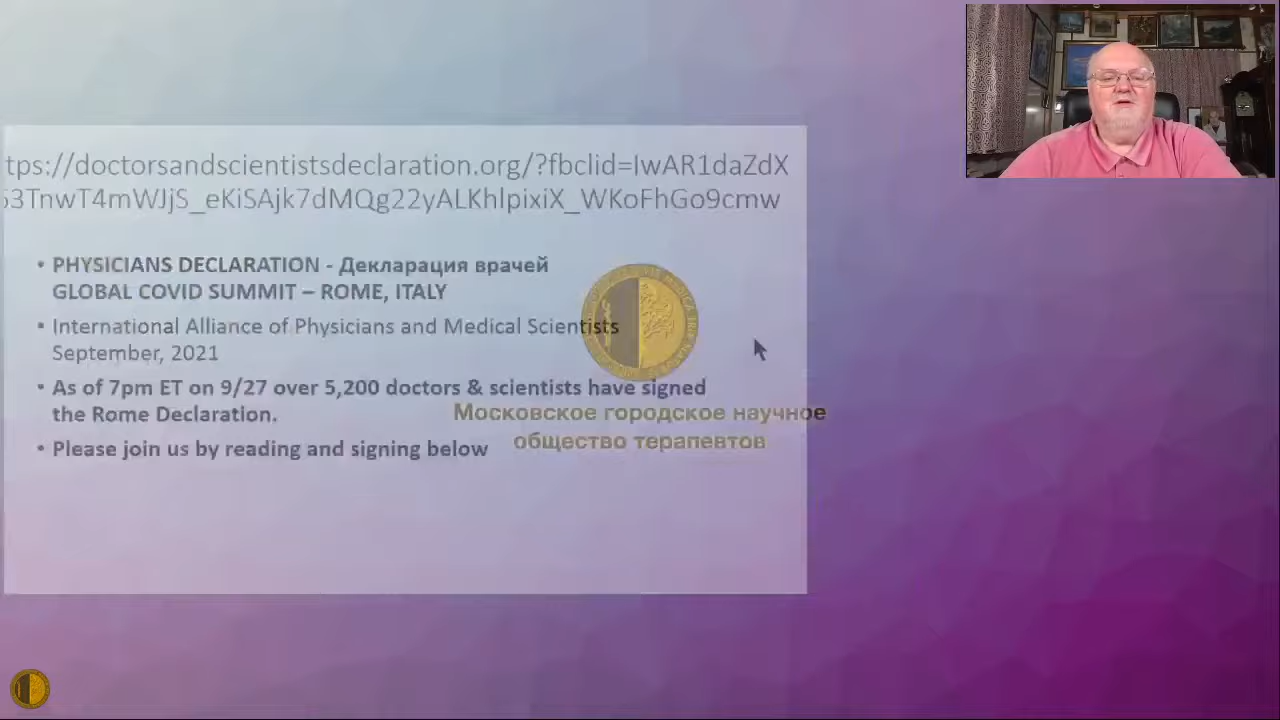 tps://doctorsandscientistsdeclaration.org/?fbclid=IwAR1daZdX
53TnwT4mWJjS_eKiSAjk7dMQg22yALKhlpixiX_WKoFhGo9cmw
• PHYSICIANS DECLARATION - Декларация врачей
GLOBAL COVID SUMMIT – ROME, ITALY
• International Alliance of Physicians and Medical Scientists
September, 2021
• As of 7pm ET on 9/27 over 5,200 doctors & scientists have signed
the Rome Declaration.
• Please join us by reading and signing below
Московское городское научное
общество терапевтов